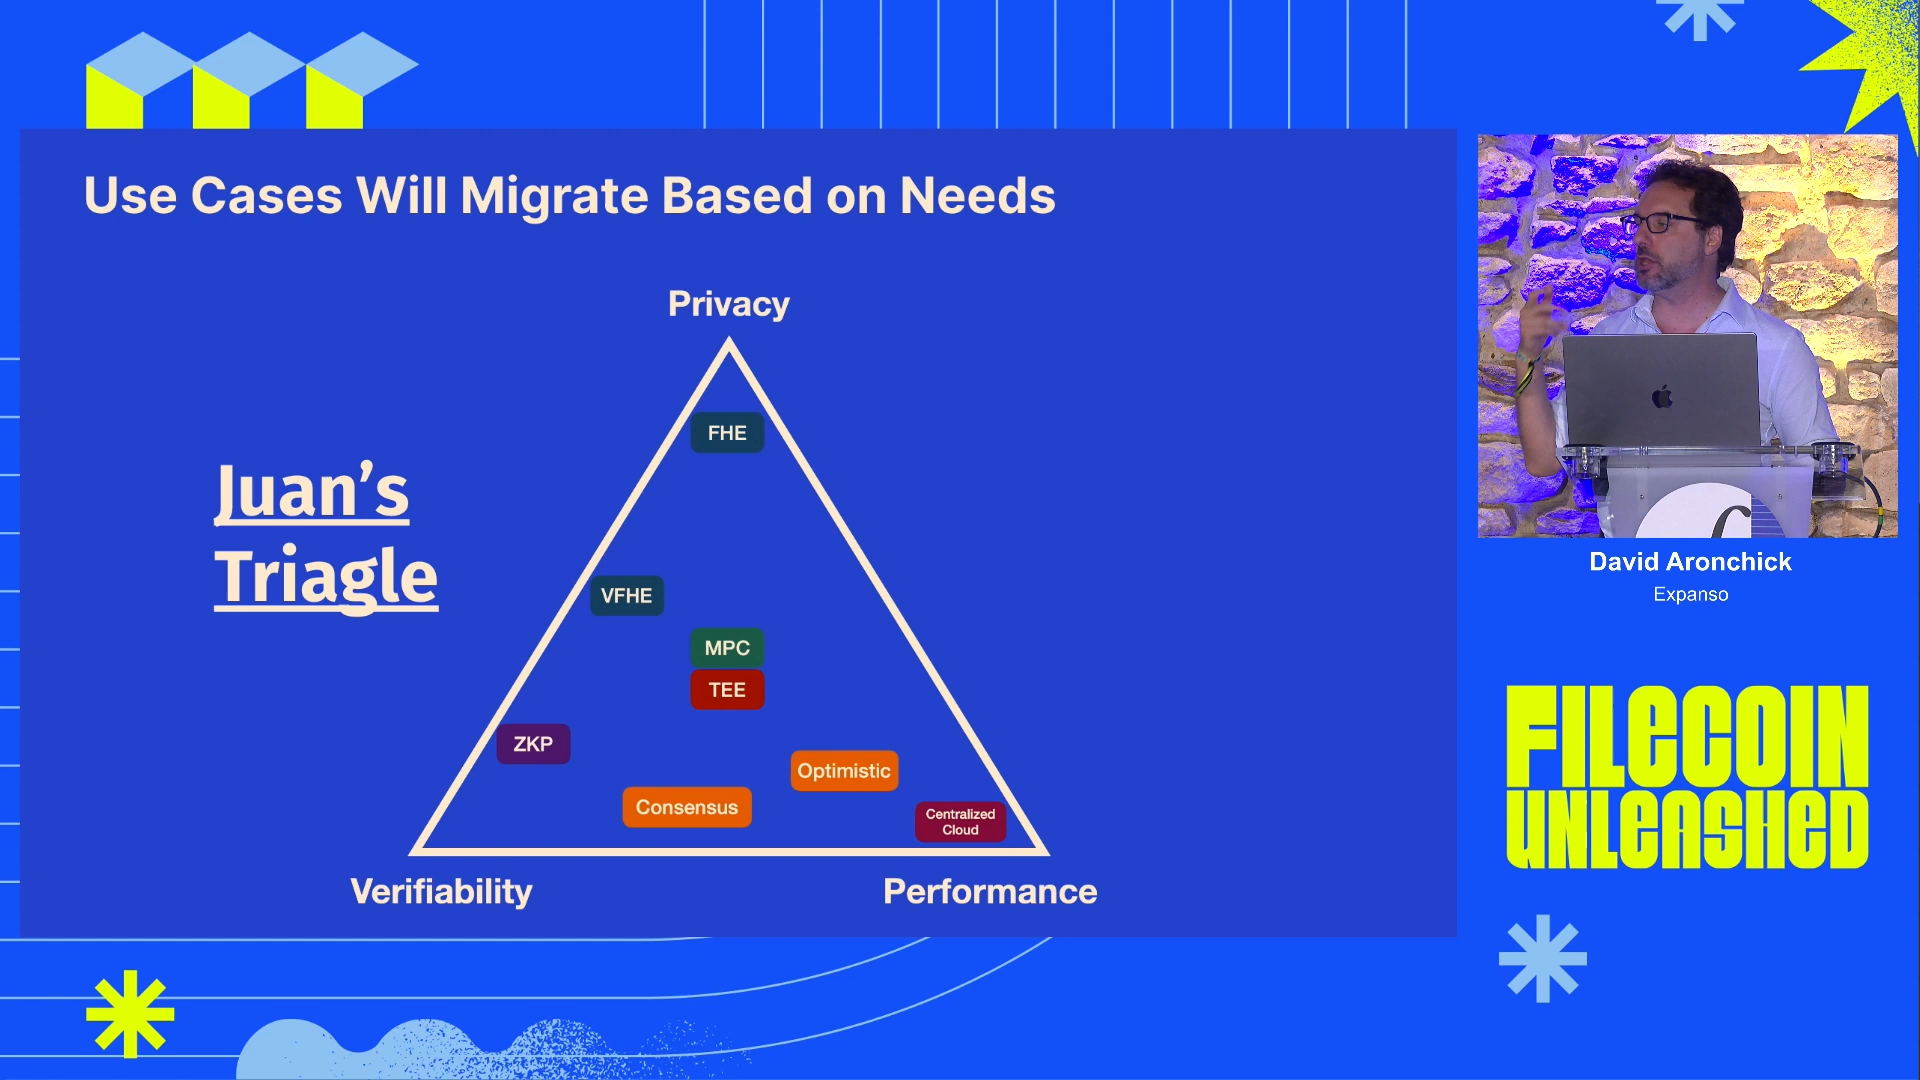 Use Cases Will Migrate Based on Needs
Privacy
FHE
Juan’s
Triagle
VFHE
MPC
TEE
ZKP
Optimistic
Consensus
Centralized
Cloud
Verifiability
Performance
David Aronchick
Expanso
FILECOIN
UNLEASHED